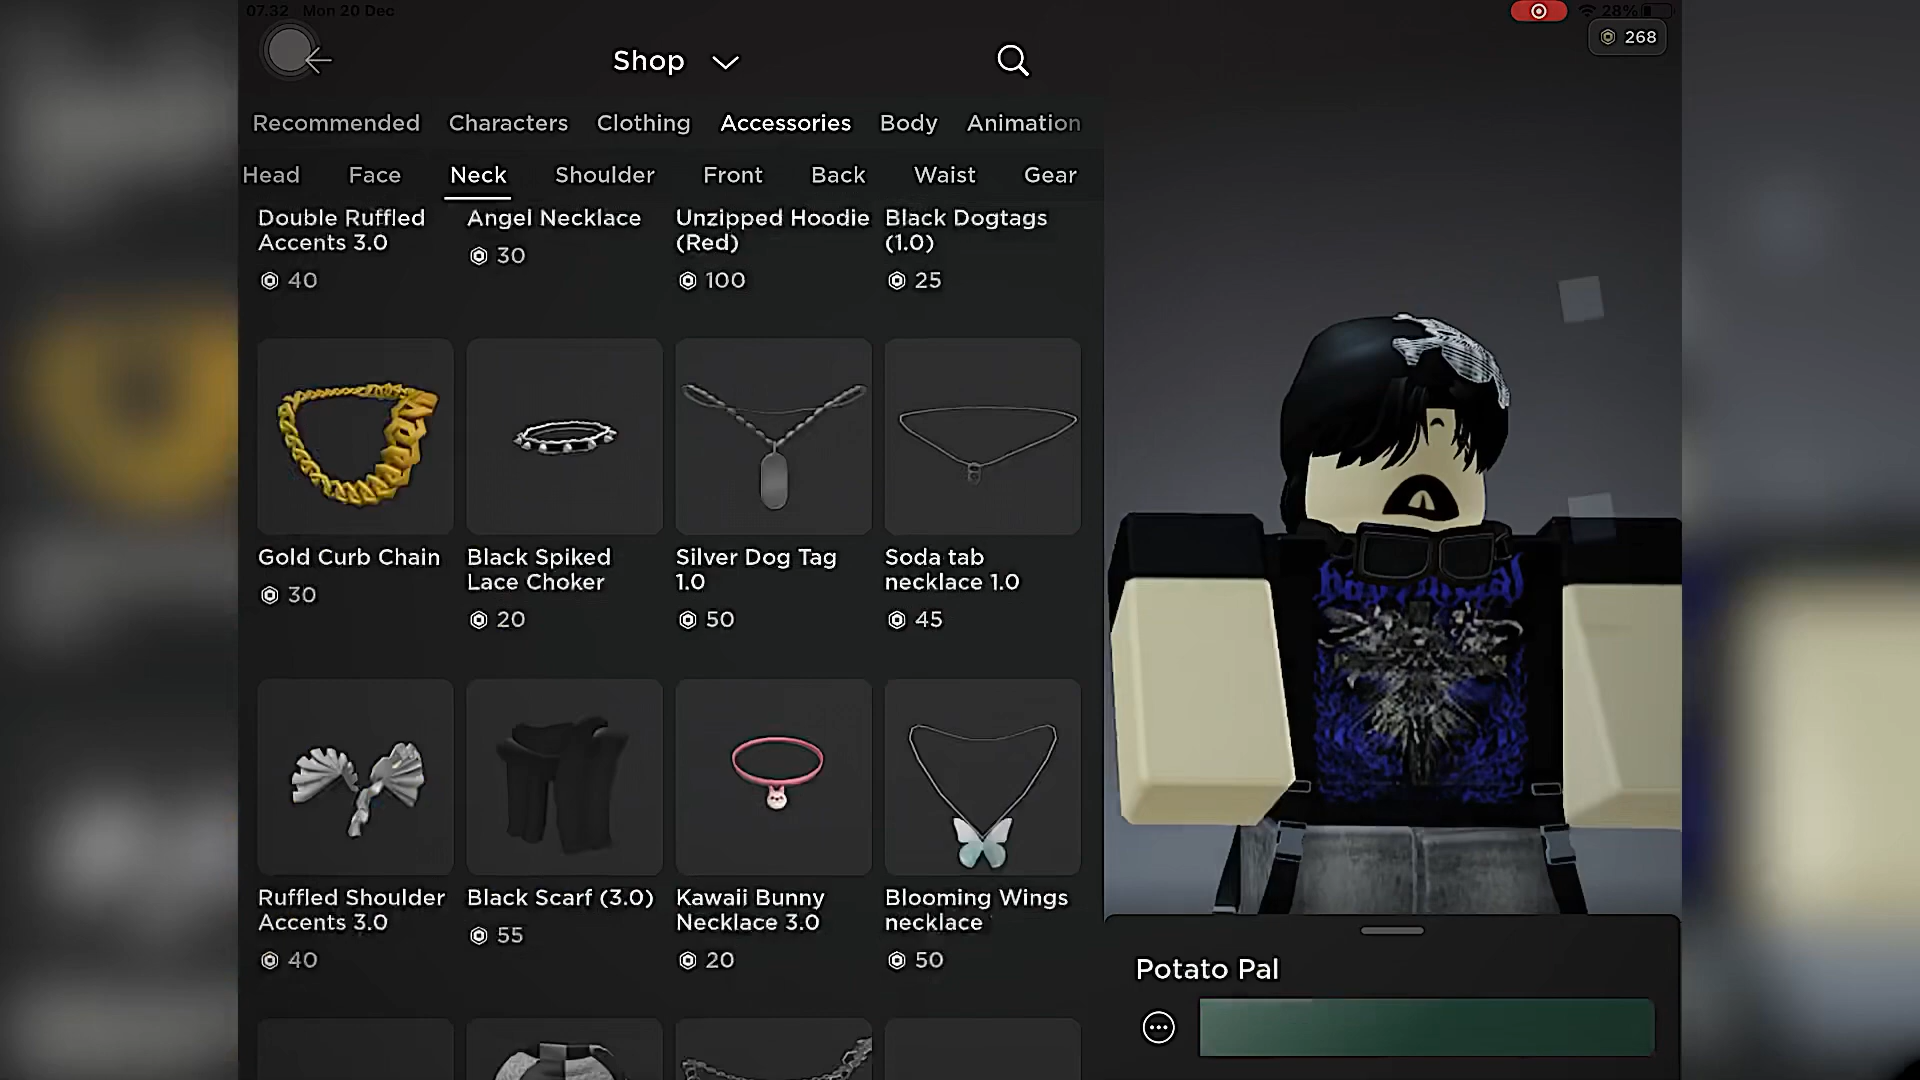 07.32 Mon 20 Dec
28%
268
Shop
Recommended Characters Clothing Accessories Body Animation
Head Face Neck Shoulder Front Back Waist Gear
Double Ruffled Accents 3.0
40
Angel Necklace
30
Unzipped Hoodie (Red)
100
Black Dogtags (1.0)
25
Gold Curb Chain
30
Black Spiked Lace Choker
20
Silver Dog Tag 1.0
50
Soda tab necklace 1.0
45
Ruffled Shoulder Accents 3.0
40
Black Scarf (3.0)
55
Kawaii Bunny Necklace 3.0
20
Blooming Wings necklace
50
Potato Pal